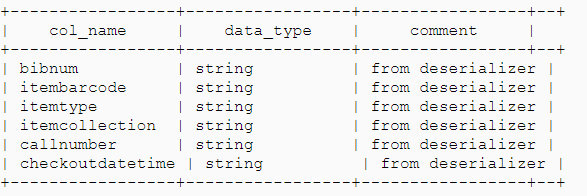 +-----------------+-----------------+-----------------+--+
| col_name | data_type | comment |
+-----------------+-----------------+-----------------+--+
| bibnum | string | from deserializer |
| itembarcode | string | from deserializer |
| itemtype | string | from deserializer |
| itemcollection | string | from deserializer |
| callnumber | string | from deserializer |
| checkoutdatetime | string | from deserializer |
+-----------------+-----------------+-----------------+--+